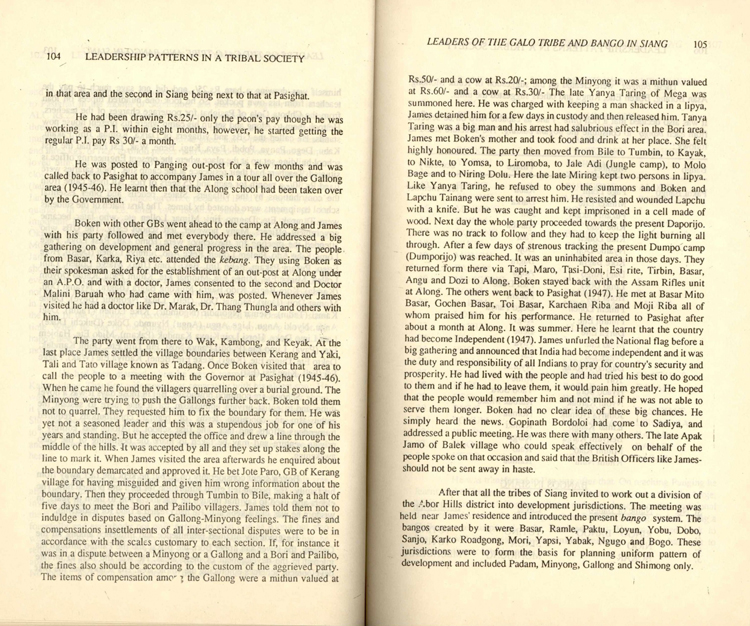 104 LEADERSHIP PATTERNS IN A TRIBAL SOCIETY
in that area and the second in Siang being next to that at Pasighat.
He had been drawing Rs.25/- only the peon's pay though he was
working as a P.I. within eight months, however, he started getting the
regular P.I. pay Rs 30/- a month.
He was posted to Panging out-post for a few months and was
called back to Pasighat to accompany James in a tour all over the Gallong
area (1945-46). He learnt then that the Along school had been taken over
by the Government.
Boken with other GBs went ahead to the camp at Along and James
with his party followed and met everybody there. He addressed a big
gathering on development and general progress in the area. The people
from Basar, Karka, Riya etc. attended the kebang. They using Boken as
their spokesman asked for the establishment of an out-post at Along under
an A.P.O. and with a doctor, James consented to the second and Doctor
Malini Baruah who had came with him, was posted. Whenever James
visited he had a doctor like Dr. Marak, Dr. Thang Thungla and others with
him.
The party went from there to Wak, Kambong, and Keyak. At the
last place James settled the village boundaries between Kerang and Yaki,
Tali and Tato village known as Tadang. Once Boken visited that area to
call the people to a meeting with the Governor at Pasighat (1945-46).
When he came he found the villagers quarrelling over a burial ground. The
Minyong were trying to push the Gallongs further back. Boken told them
not to quarrel. They requested him to fix the boundary for them. He was
yet not a seasoned leader and this was a stupendous job for one of his
years and standing. But he accepted the office and drew a line through the
middle of the hills. It was accepted by all and they set up stakes along the
line to mark it. When James visited the area afterwards he enquired about
the boundary demarcated and approved it. He bet Jote Paro, GB of Kerang
village for having misguided and given him wrong information about the
boundary. Then they proceeded through Tumbin to Bile, making a halt of
five days to meet the Bori and Pailibo villagers. James told them not to
induldge in disputes based on Gallong-Minyong feelings. The fines and
compensations insettlements of all inter-sectional disputes were to be in
accordance with the scales customary to each section. If, for instance it
was in a dispute between a Minyong or a Gallong and a Bori and Pailibo,
the fines also should be according to the custom of the aggrieved party.
The items of compensation the Gallong were a mithun valued at
LEADERS OF THE GALO TRIBE AND BANGO IN SIANG 105
Rs.50/- and a cow at Rs.20/-; among the Minyong it was a mithun valued
at Rs.60/- and a cow at Rs.30/- The late Yanya Taring of Mega was
summoned here. He was charged with keeping a man shacked in a lipya,
James detained him for a few days in custody and then released him. Tanya
Taring was a big man and his arrest had salubrious effect in the Bori area.
James met Boken's mother and took food and drink at her place. She felt
highly honoured. The party then moved from Bile to Tumbin, to Kayak,
to Nikte, to Yomsa, to Liromoba, to Jale Adi (Jungle camp), to Molo
Bage and to Niring Dolu. Here the late Miring kept two persons in lipya.
Like Yanya Taring, he refused to obey the summons and Boken and
Lapchu Tainang were sent to arrest him. He resisted and wounded Lapchu
with a knife. But he was caught and kept imprisoned in a cell made of
wood. Next day the whole party proceeded towards the present Daporijo.
There was no track to follow and they had to keep the light burning all
through. After a few days of strenous tracking the present Dumpo camp
(Dumporijo) was reached. It was an uninhabited area in those days. They
returned form there via Tapi, Maro, Tasi-Doni, Esi rite, Tirbin, Basar,
Angu and Dozi to Along. Boken stayed back with the Assam Rifles unit
at Along. The others went back to Pasighat (1947). He met at Basar Mito
Basar, Gochen Basar, Toi Basar, Karchaen Riba and Moji Riba all of
whom praised him for his performance. He returned to Pasighat after
about a month at Along. It was summer. Here he learnt that the country
had become Independent (1947). James unfurled the National flag before a
big gathering and announced that India had become independent and it was
the duty and responsibility of all Indians to pray for country's security and
prosperity. He had lived with the people and had tried his best to do good
to them and if he had to leave them, it would pain him greatly. He hoped
that the people would remember him and not mind if he was not able to
serve them longer. Boken had no clear idea of these big chances. He
simply heard the news. Gopinath Bordoloi had come to Sadiya, and
addressed a public meeting. He was there with many others. The late Apak
Jamo of Balek village who could speak effectively on behalf of the
people spoke on that occasion and said that the British Officers like James-
should not be sent away in haste.
After that all the tribes of Siang invited to work out a division of
the Abor Hills district into development jurisdictions. The meeting was
held near James' residence and introduced the present bango system. The
bangos created by it were Basar, Ramle, Paktu, Loyun, Yobu, Dobo,
Sanjo, Karko Roadgong, Mori, Yapsi, Yabak, Ngugo and Bogo. These
jurisdictions were to form the basis for planning uniform pattern of
development and included Padam, Minyong, Gallong and Shimong only.